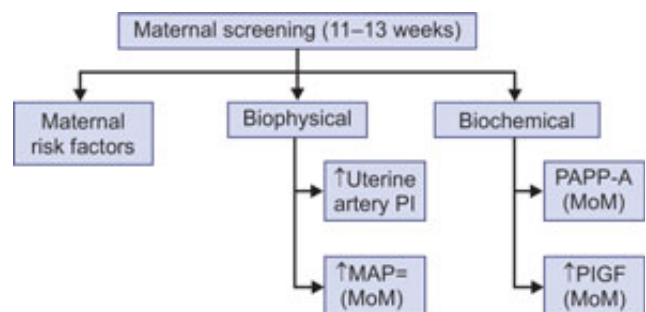 Maternal screening (11–13 weeks)
Maternal
risk factors
Biophysical
↑Uterine
artery PI
↑MAP=
(MoM)
Biochemical
PAPP-A
(MoM)
↑PIGF
(MoM)